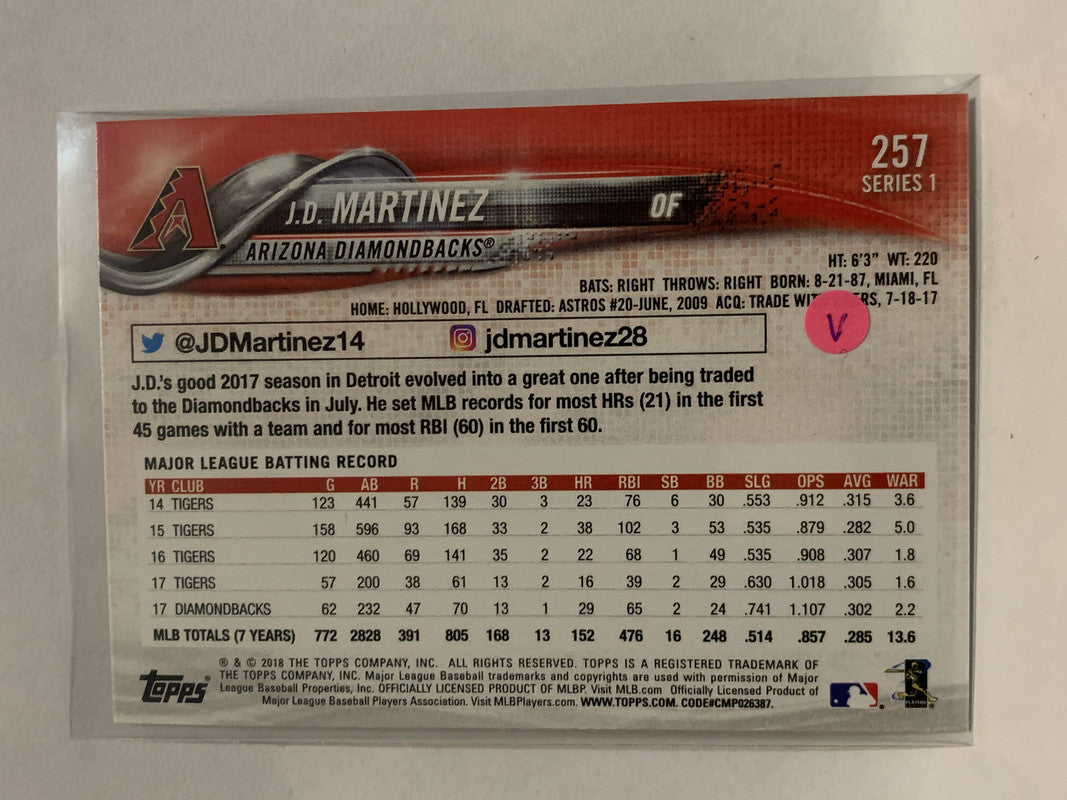 257
SERIES 1
J.D. MARTINEZ OF
ARIZONA DIAMONDBACKS®
HT: 6'3" WT: 220
BATS: RIGHT THROWS: RIGHT BORN: 8-21-87, MIAMI, FL
HOME: HOLLYWOOD, FL DRAFTED: ASTROS #20-JUNE, 2009 ACQ: TRADE 7-18-17
V
@JDMartinez14 jdmartinez28
J.D.'s good 2017 season in Detroit evolved into a great one after being traded
to the Diamondbacks in July. He set MLB records for most HRs (21) in the first
45 games with a team and for most RBI (60) in the first 60.
MAJOR LEAGUE BATTING RECORD
YR CLUB G AB R H 2B 3B HR RBI SB BB SLG OPS AVG WAR
14 TIGERS 123 441 57 139 30 3 23 76 6 30 .553 .912 .315 3.6
15 TIGERS 158 596 93 168 33 2 38 102 3 53 .535 .879 .282 5.0
16 TIGERS 120 460 69 141 35 2 22 68 1 49 .535 .908 .307 1.8
17 TIGERS 57 200 38 61 13 2 16 39 2 29 .630 1.018 .305 1.6
17 DIAMONDBACKS 62 232 47 70 13 1 29 65 2 24 .741 1.107 .302 2.2
MLB TOTALS (7 YEARS) 772 2828 391 805 168 13 152 476 16 248 .514 .857 .285 13.6
® & © 2018 THE TOPPS COMPANY, INC. ALL RIGHTS RESERVED. TOPPS IS A REGISTERED TRADEMARK OF
THE TOPPS COMPANY, INC. Major League Baseball trademarks and copyrights are used with permission of Major
League Baseball Properties, Inc. OFFICIALLY LICENSED PRODUCT OF MLBP. Visit MLB.com Officially Licensed Product of
Major League Baseball Players Association. Visit MLBPlayers.com. WWW.TOPPS.COM. CODE#CMP026387.
topps®